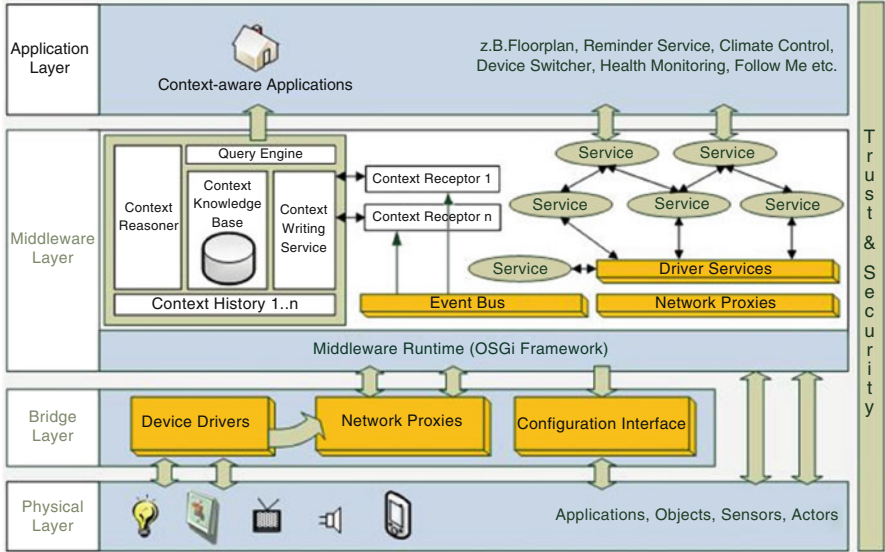 Application
Layer
Context-aware Applications
z.B.Floorplan, Reminder Service, Climate Control,
Device Switcher, Health Monitoring, Follow Me etc.
Middleware
Layer
Query Engine
Context
Reasoner
Context
Knowledge
Base
Context
Writing
Service
Context History 1..n
Context Receptor 1
Context Receptor n
Event Bus
Service
Service
Service
Service
Service
Service
Driver Services
Network Proxies
Middleware Runtime (OSGi Framework)
Bridge
Layer
Device Drivers
Network Proxies
Configuration Interface
Physical
Layer
Applications, Objects, Sensors, Actors
Trust & Security